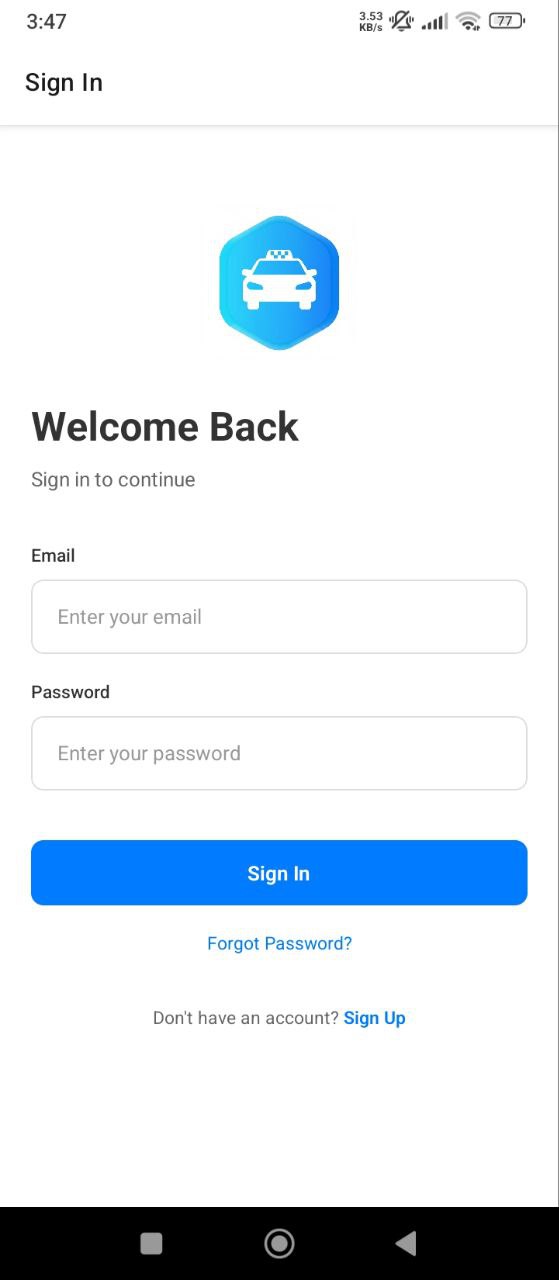 3:47
3.53
KB/s
77
Sign In
Welcome Back
Sign in to continue
Email
Enter your email
Password
Enter your password
Sign In
Forgot Password?
Don't have an account? Sign Up